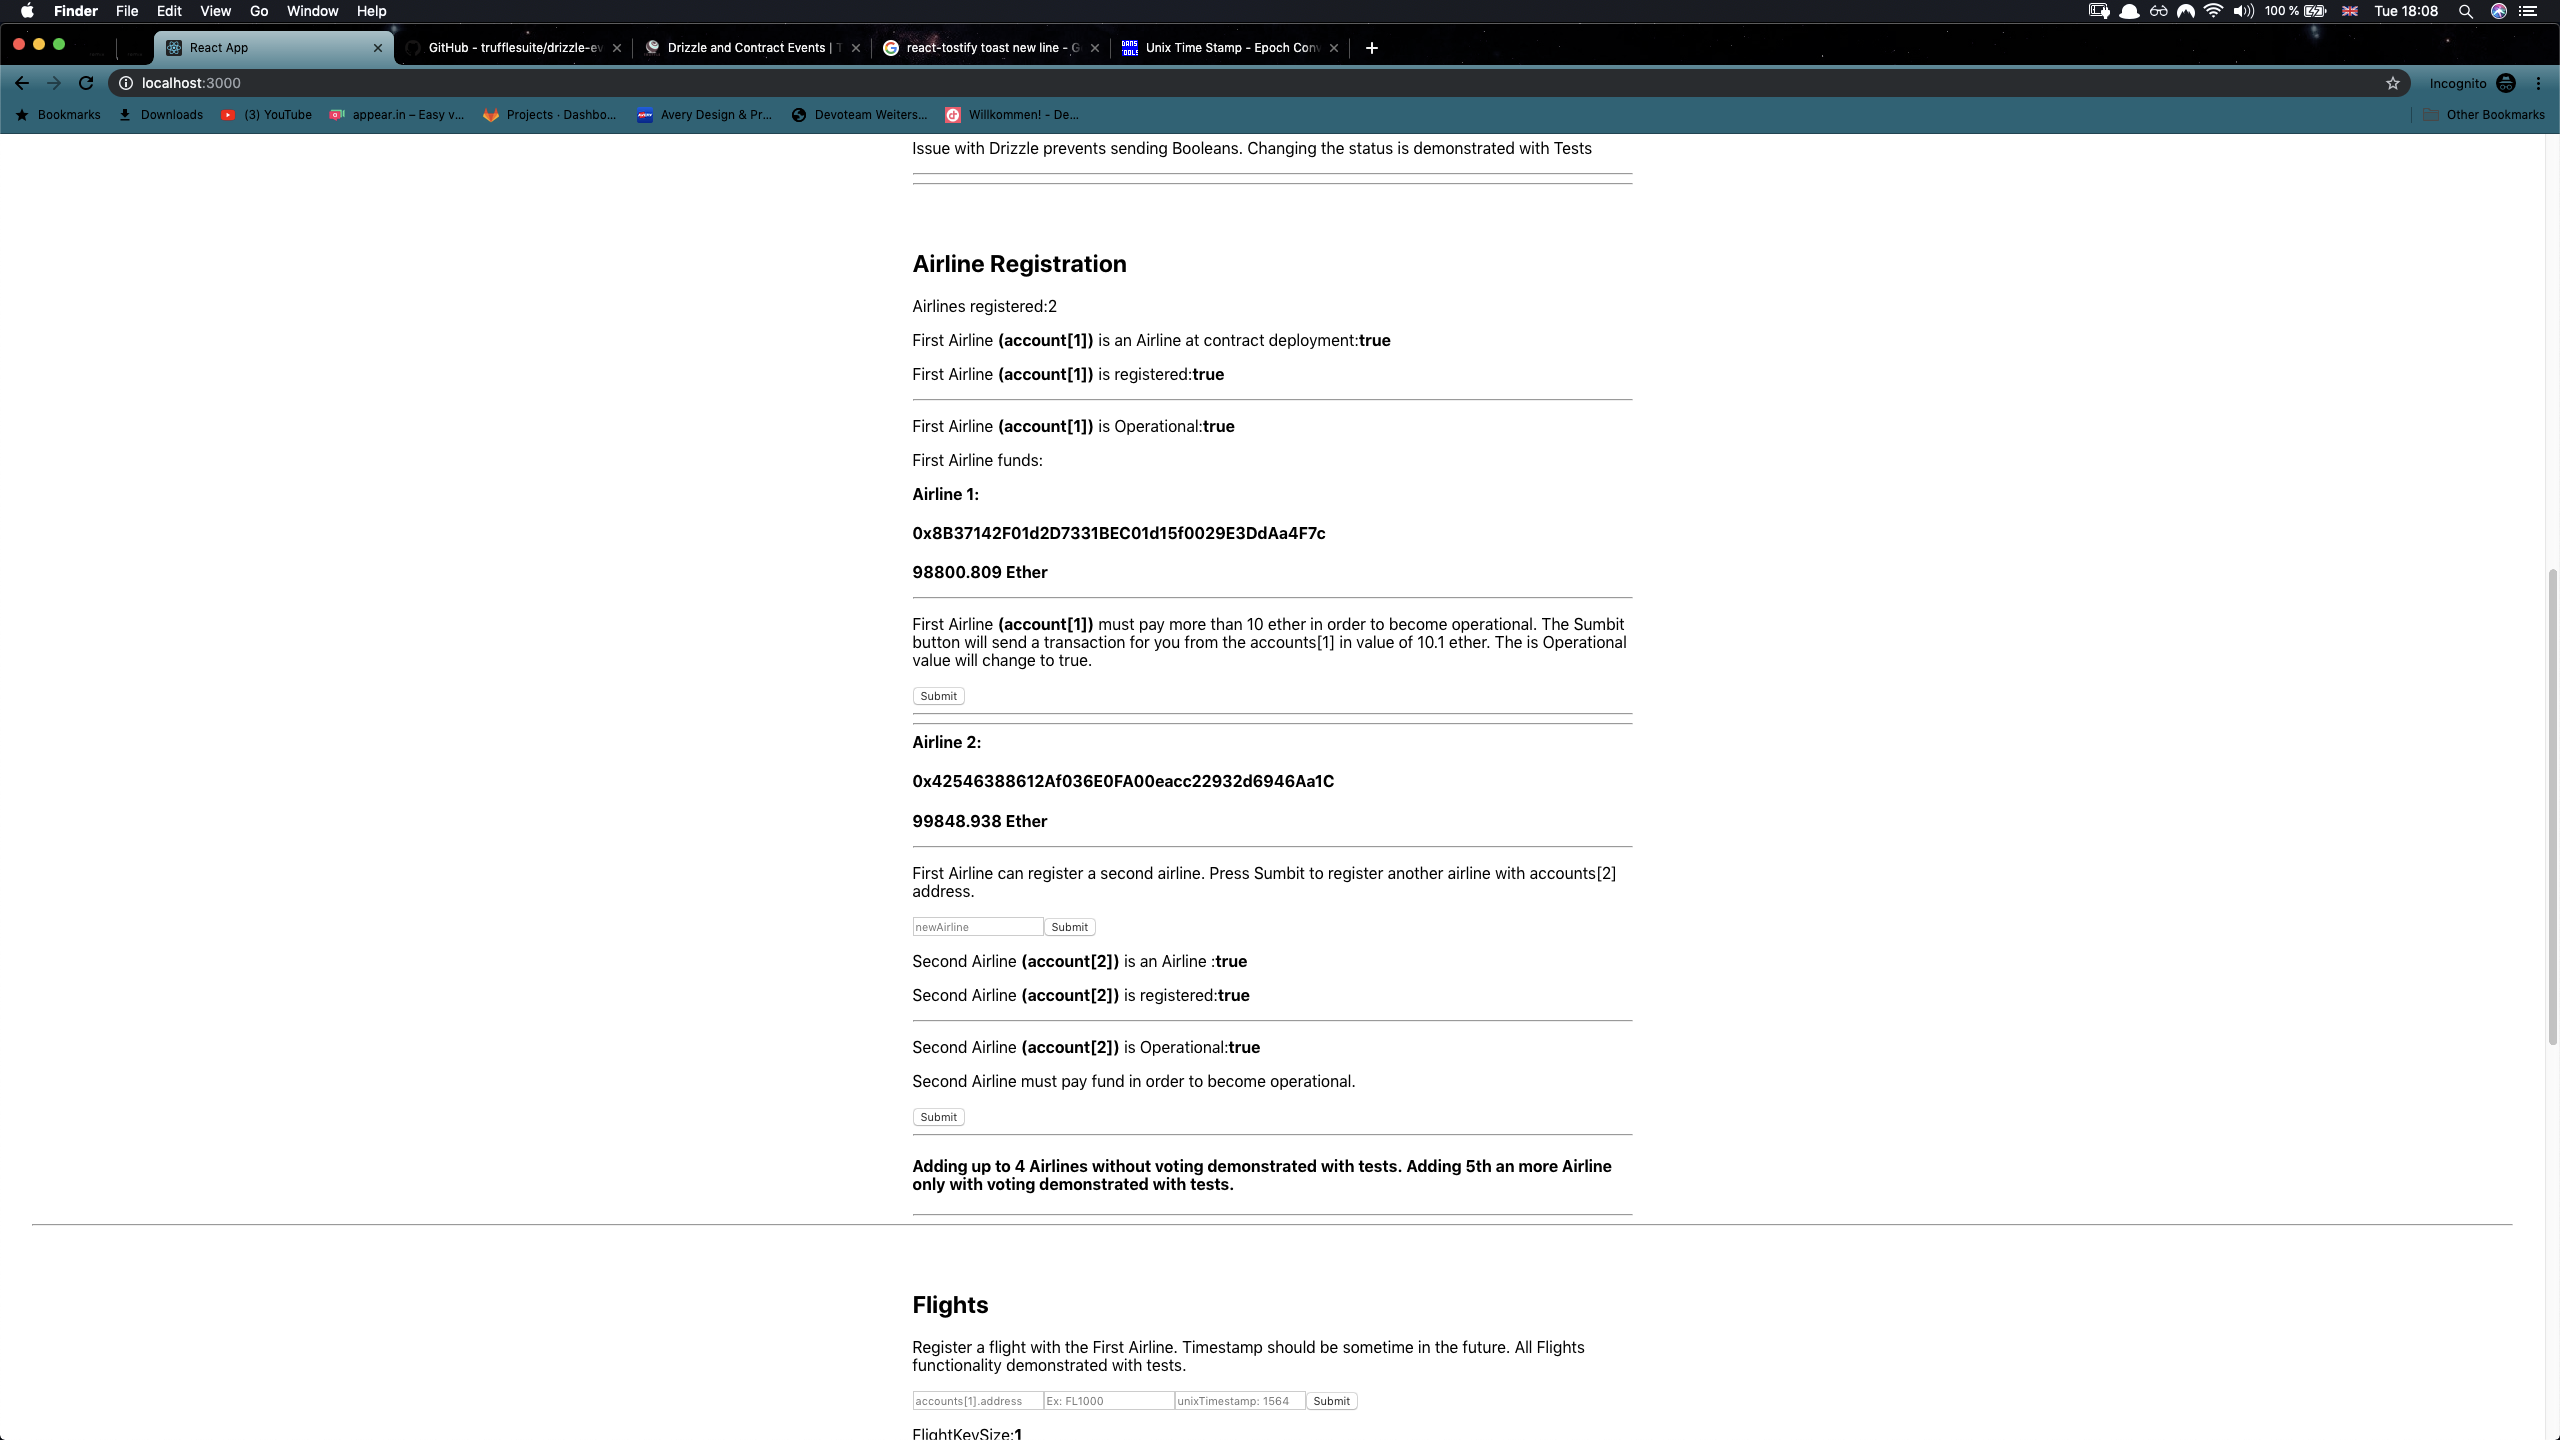 Finder File Edit View Go Window Help 100 % Tue 18:08
React App GitHub - trufflesuite/drizzle-ev Drizzle and Contract Events | T react-tostify toast new line - G Unix Time Stamp - Epoch Conv
localhost:3000 Incognito
Bookmarks Downloads (3) YouTube appear.in – Easy v... Projects · Dashbo... Avery Design & Pr... Devoteam Weiters... Willkommen! - De... Other Bookmarks
Issue with Drizzle prevents sending Booleans. Changing the status is demonstrated with Tests
Airline Registration
Airlines registered:2
First Airline (account[1]) is an Airline at contract deployment:true
First Airline (account[1]) is registered:true
First Airline (account[1]) is Operational:true
First Airline funds:
Airline 1:
0x8B37142F01d2D7331BEC01d15f0029E3DdAa4F7c
98800.809 Ether
First Airline (account[1]) must pay more than 10 ether in order to become operational. The Sumbit
button will send a transaction for you from the accounts[1] in value of 10.1 ether. The is Operational
value will change to true.
Submit
Airline 2:
0x42546388612Af036E0FA00eacc22932d6946Aa1C
99848.938 Ether
First Airline can register a second airline. Press Sumbit to register another airline with accounts[2]
address.
newAirline Submit
Second Airline (account[2]) is an Airline :true
Second Airline (account[2]) is registered:true
Second Airline (account[2]) is Operational:true
Second Airline must pay fund in order to become operational.
Submit
Adding up to 4 Airlines without voting demonstrated with tests. Adding 5th an more Airline
only with voting demonstrated with tests.
Flights
Register a flight with the First Airline. Timestamp should be sometime in the future. All Flights
functionality demonstrated with tests.
accounts[1].address Ex: FL1000 unixTimestamp: 1564 Submit
FlightKeySize:1